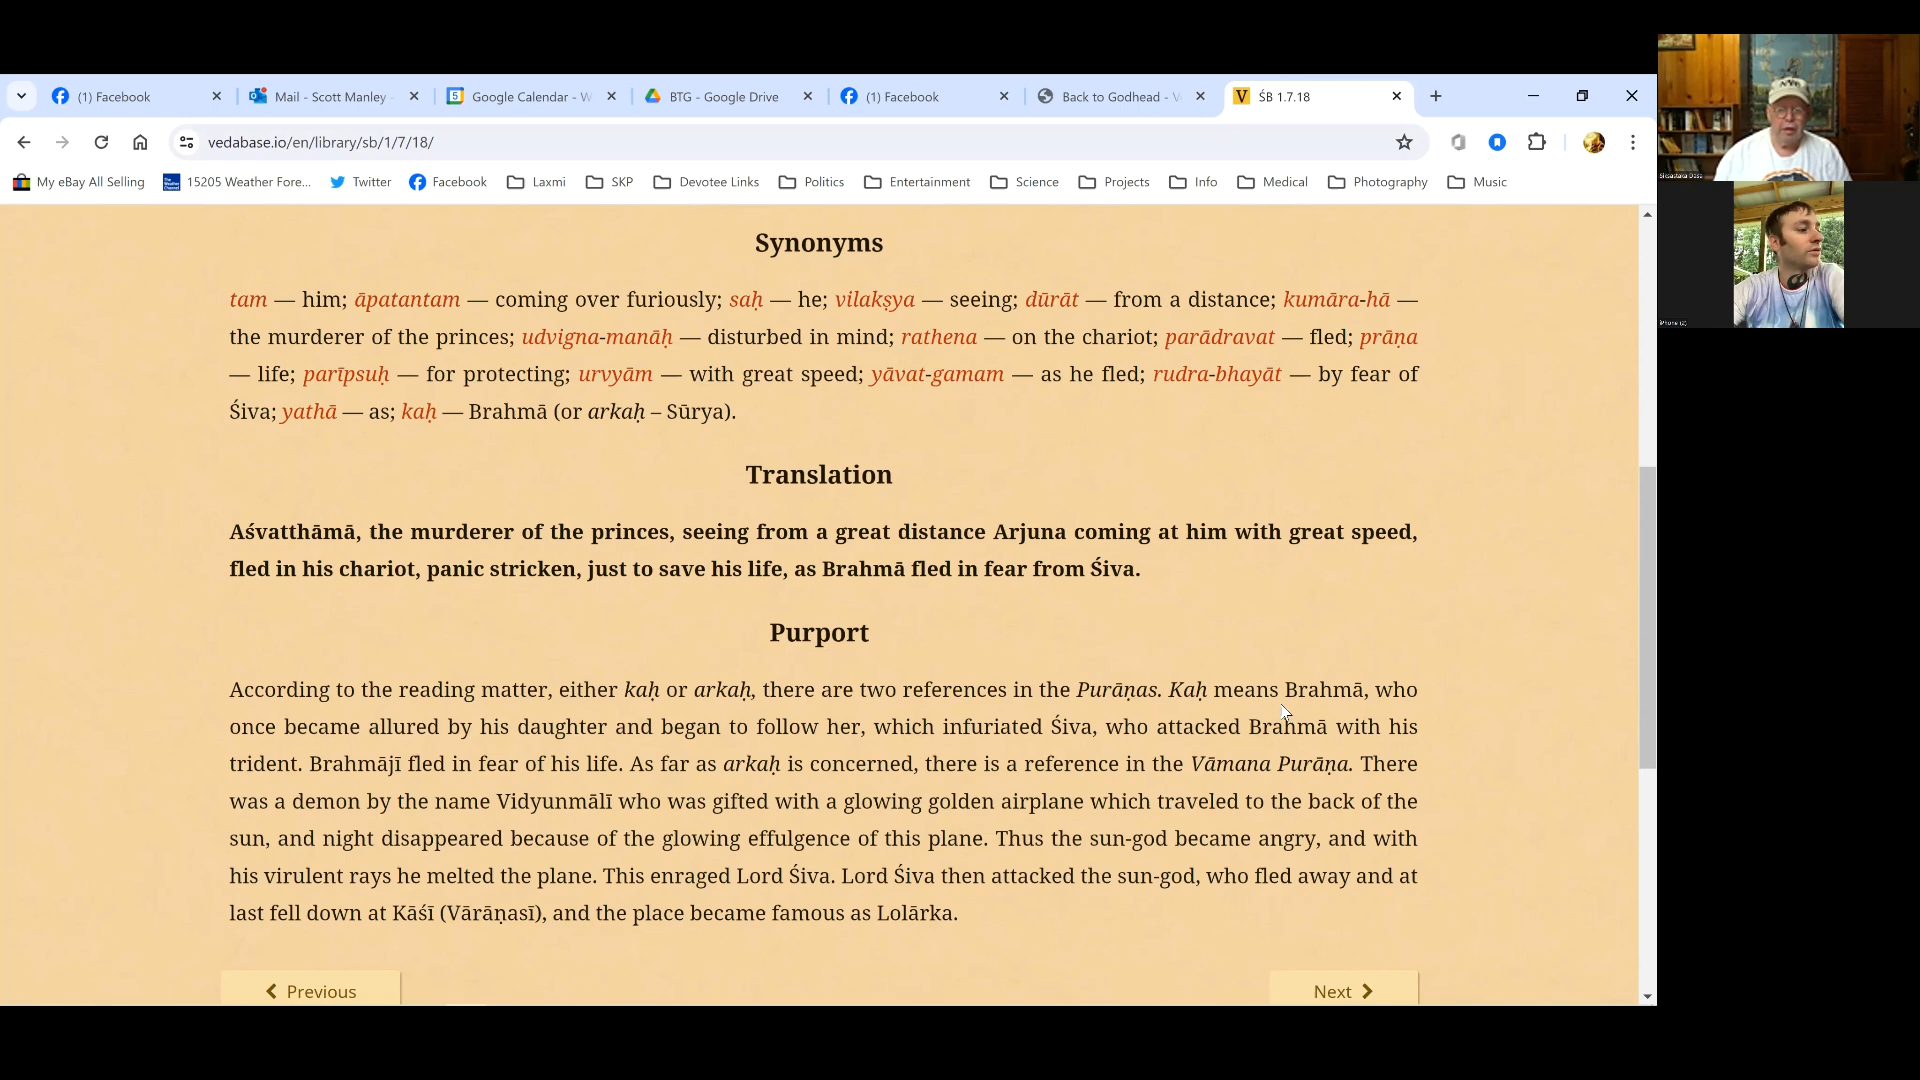 (1) Facebook
Mail - Scott Manley -
Google Calendar - W
BTG - Google Drive
(1) Facebook
Back to Godhead - V
ŚB 1.7.18
vedabase.io/en/library/sb/1/7/18/
My eBay All Selling
15205 Weather Fore...
Twitter
Facebook
Laxmi
SKP
Devotee Links
Politics
Entertainment
Science
Projects
Info
Medical
Photography
Music
Synonyms
tam — him; āpatantam — coming over furiously; saḥ — he; vilakṣya — seeing; dūrāt — from a distance; kumāra-hā —
the murderer of the princes; udvigna-manāḥ — disturbed in mind; rathena — on the chariot; parādravat — fled; prāṇa
— life; parīpsuḥ — for protecting; urvyām — with great speed; yāvat-gamam — as he fled; rudra-bhayāt — by fear of
Śiva; yathā — as; kaḥ — Brahmā (or arkaḥ – Sūrya).
Translation
Aśvatthāmā, the murderer of the princes, seeing from a great distance Arjuna coming at him with great speed,
fled in his chariot, panic stricken, just to save his life, as Brahmā fled in fear from Śiva.
Purport
According to the reading matter, either kaḥ or arkaḥ, there are two references in the Purāṇas. Kaḥ means Brahmā, who
once became allured by his daughter and began to follow her, which infuriated Śiva, who attacked Brahmā with his
trident. Brahmājī fled in fear of his life. As far as arkaḥ is concerned, there is a reference in the Vāmana Purāṇa. There
was a demon by the name Vidyunmālī who was gifted with a glowing golden airplane which traveled to the back of the
sun, and night disappeared because of the glowing effulgence of this plane. Thus the sun-god became angry, and with
his virulent rays he melted the plane. This enraged Lord Śiva. Lord Śiva then attacked the sun-god, who fled away and at
last fell down at Kāśī (Vārāṇasī), and the place became famous as Lolārka.
Previous
Next
iPhone (2)